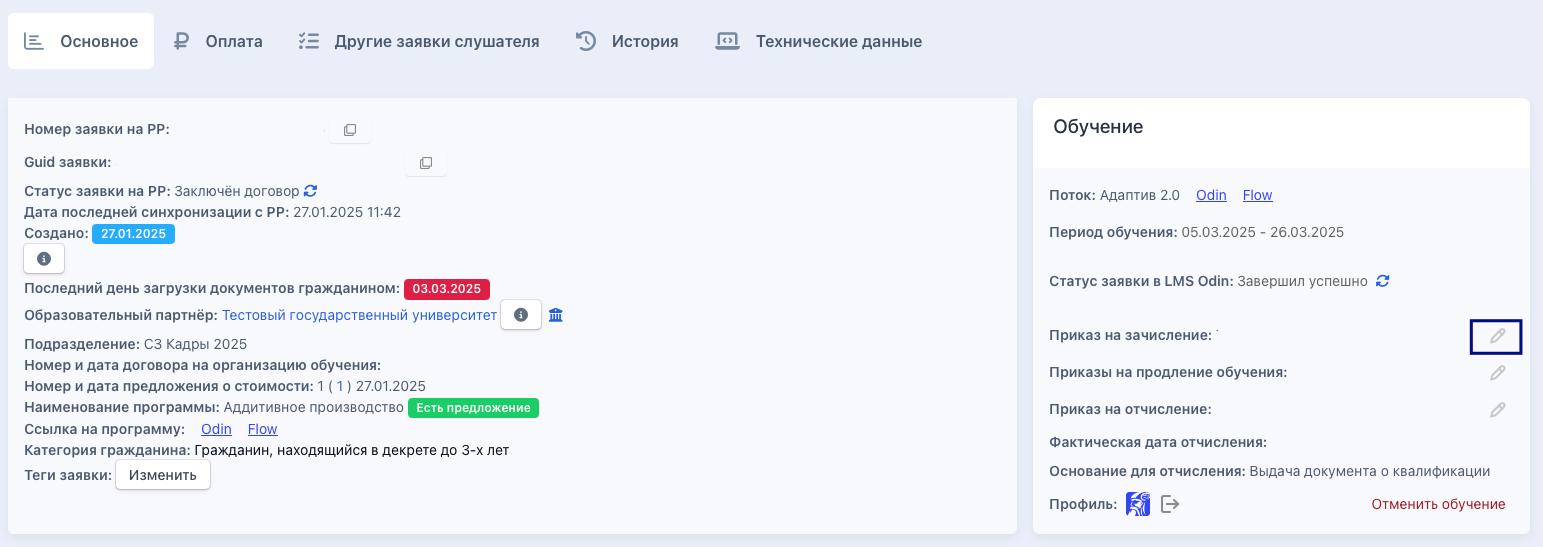 Основное
Оплата
Другие заявки слушателя
История
Технические данные
Номер заявки на РР:
Guid заявки:
Статус заявки на РР: Заключён договор
Дата последней синхронизации с РР: 27.01.2025 11:42
Создано: 27.01.2025
Последний день загрузки документов гражданином: 03.03.2025
Образовательный партнёр: Тестовый государственный университет
Подразделение: СЗ Кадры 2025
Номер и дата договора на организацию обучения:
Номер и дата предложения о стоимости: 1 ( 1 ) 27.01.2025
Наименование программы: Аддитивное производство Есть предложение
Ссылка на программу: Odin Flow
Категория гражданина: Гражданин, находящийся в декрете до 3-х лет
Теги заявки: Изменить
Обучение
Поток: Адаптив 2.0 Odin Flow
Период обучения: 05.03.2025 - 26.03.2025
Статус заявки в LMS Odin: Завершил успешно
Приказ на зачисление:
Приказы на продление обучения:
Приказ на отчисление:
Фактическая дата отчисления:
Основание для отчисления: Выдача документа о квалификации
Профиль:
Отменить обучение